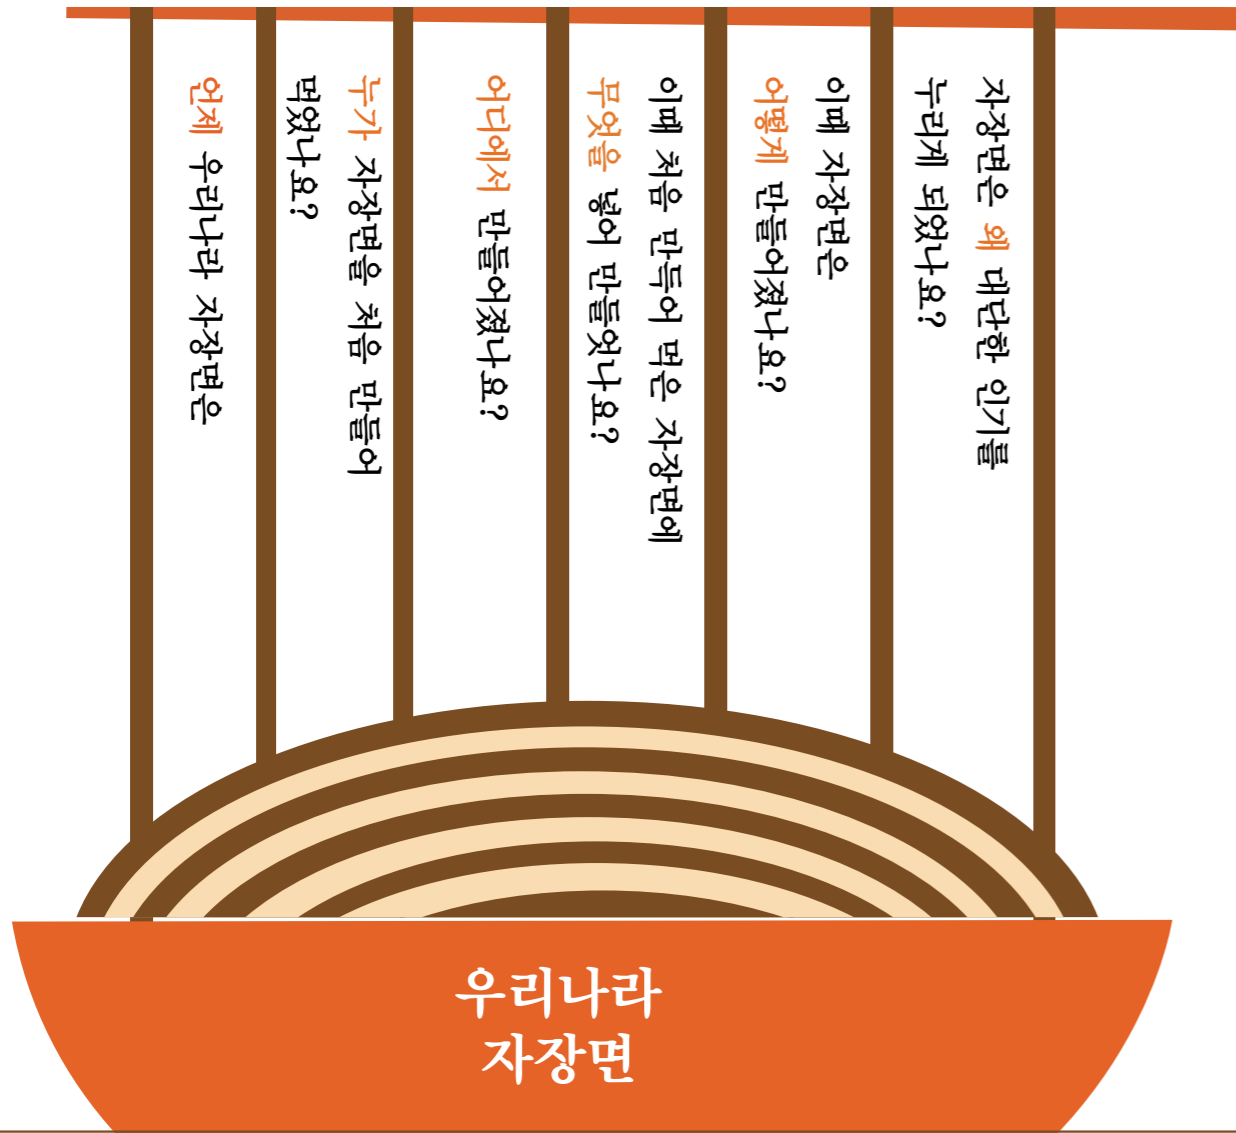 언제 우리나라 자장면은
누가 자장면을 처음 만들어
먹었나요?
어디에서 만들어졌나요?
이때 처음 만득어 먹은 자장면에
무엇을 넣어 만들엇나요?
이때 자장면은
어떻게 만들어졌나요?
자장면은 왜 대단한 인기를
누리게 되었나요?
우리나라
자장면